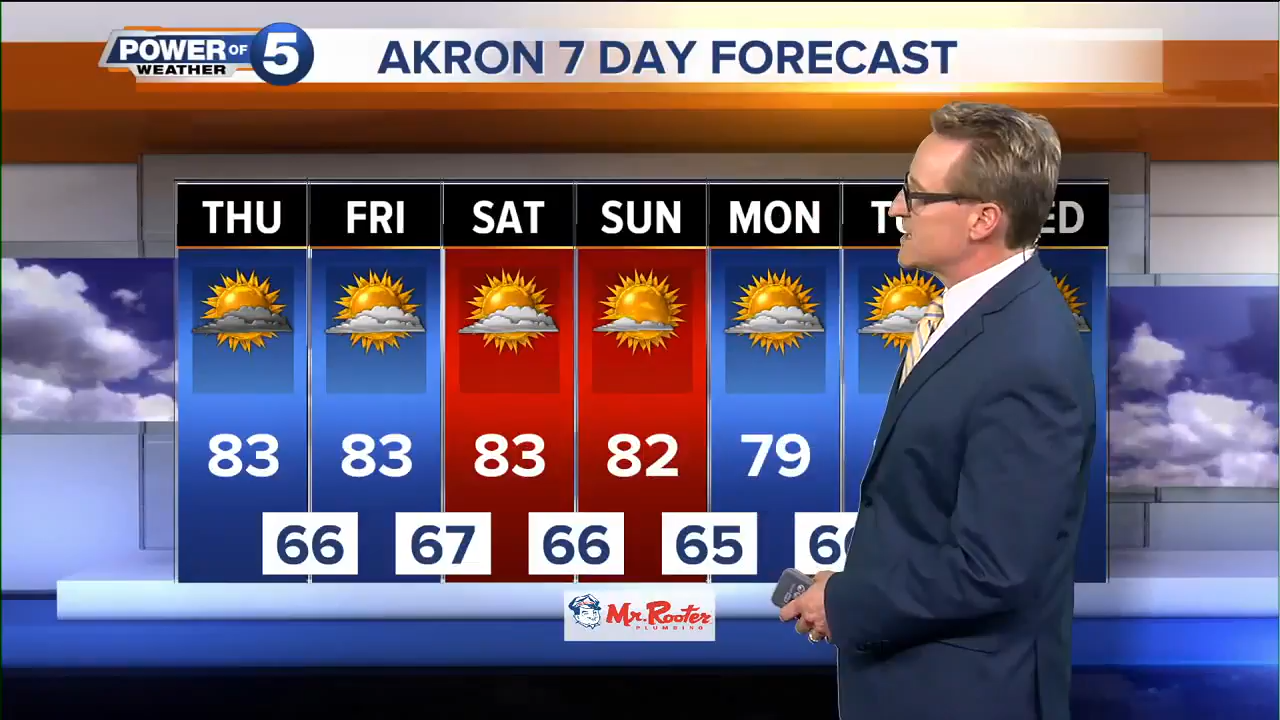 POWER OF 5
WEATHER
AKRON 7 DAY FORECAST
THU FRI SAT SUN MON
83 83 83 82 79
66 67 66 65
Mr. Rooter
PLUMBING